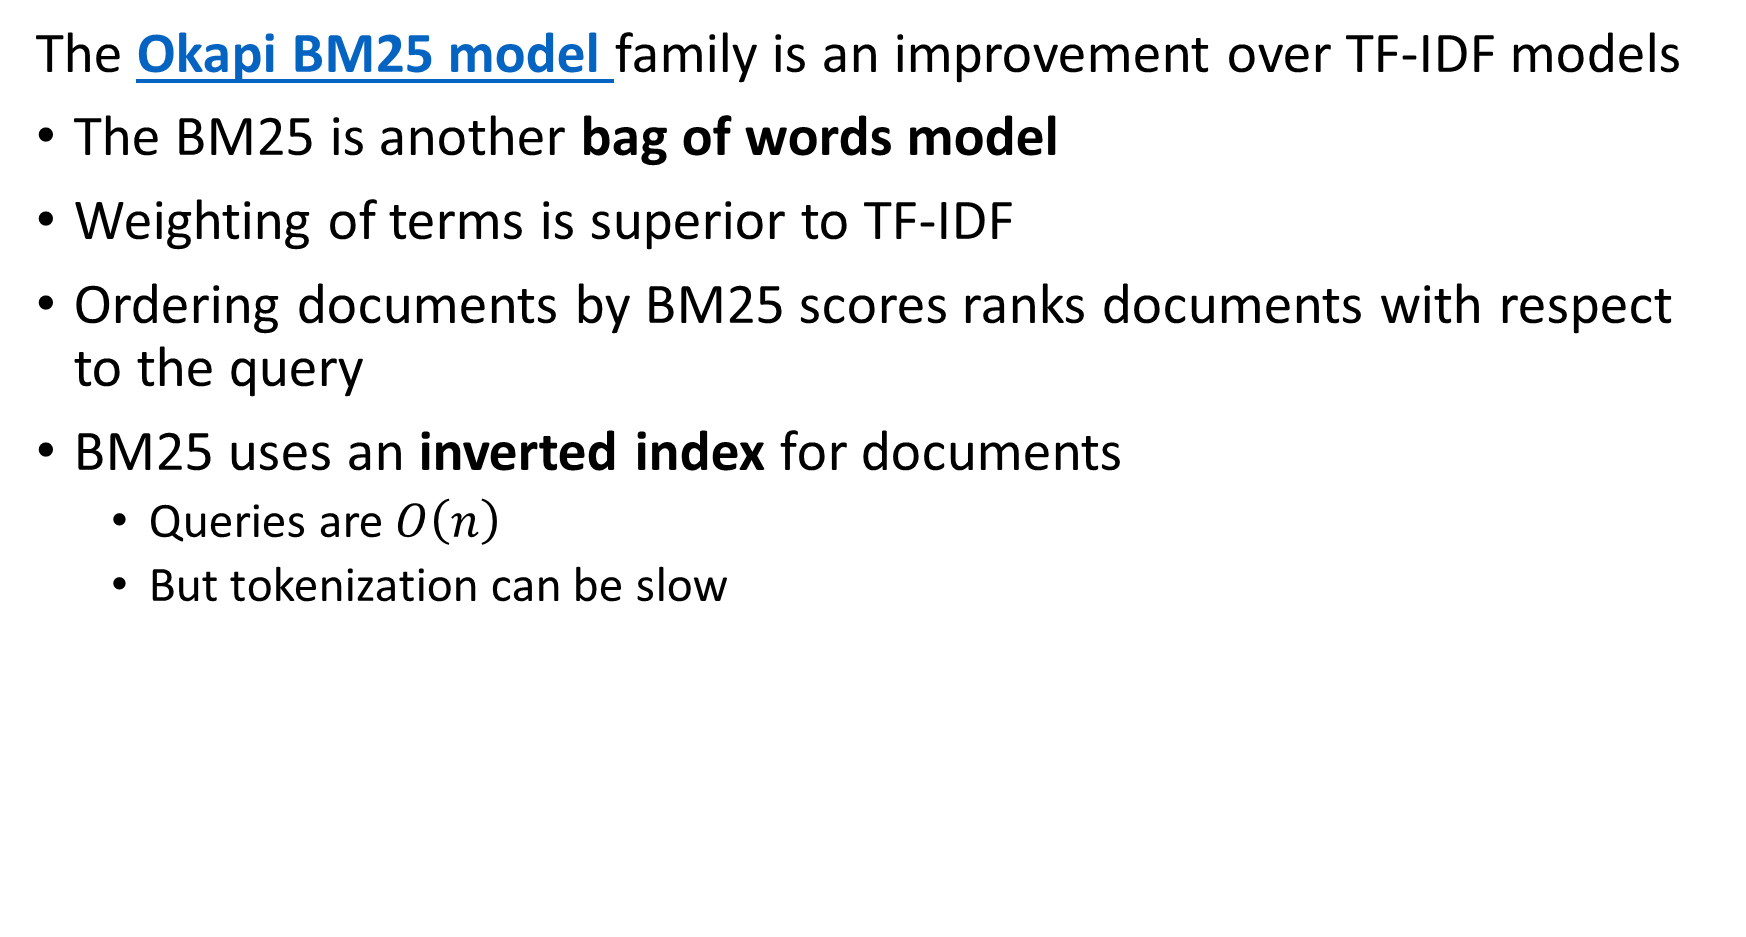 The Okapi BM25 model family is an improvement over TF-IDF models
• The BM25 is another bag of words model
• Weighting of terms is superior to TF-IDF
• Ordering documents by BM25 scores ranks documents with respect
to the query
• BM25 uses an inverted index for documents
• Queries are O(n)
• But tokenization can be slow